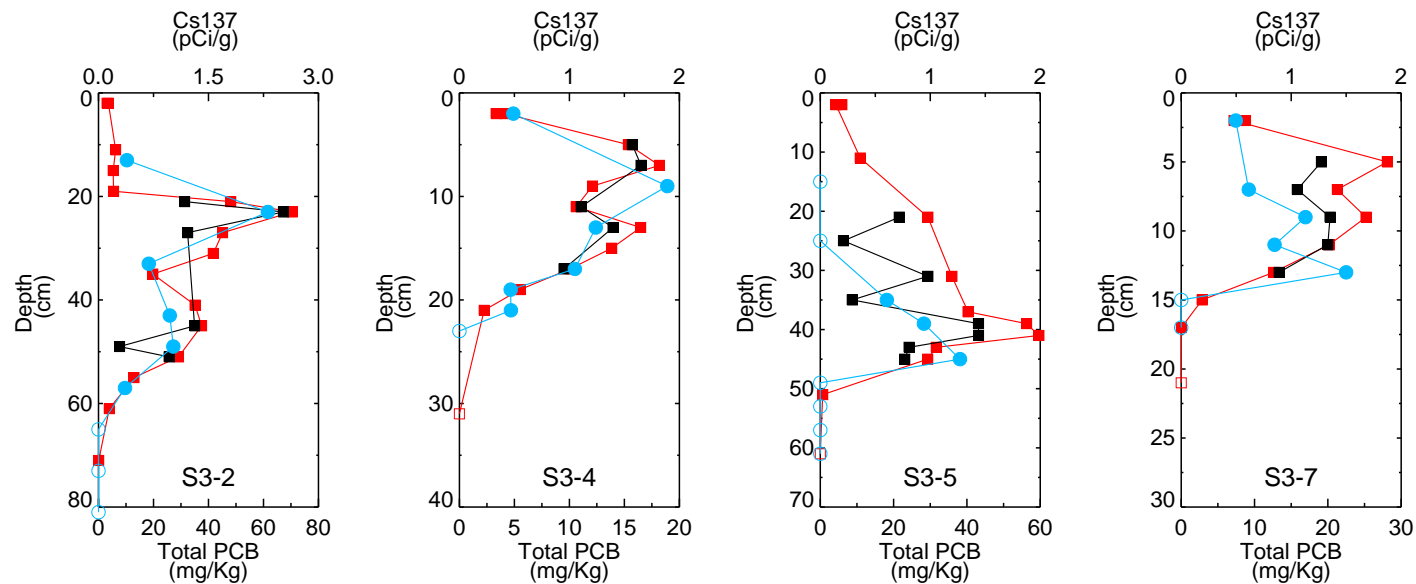 Cs137
(pCi/g)
0.0 1.5 3.0
Depth
(cm)
0
20
40
60
80
S3-2
0 20 40 60 80
Total PCB
(mg/Kg)
Cs137
(pCi/g)
0 1 2
Depth
(cm)
0
10
20
30
40
S3-4
0 5 10 15 20
Total PCB
(mg/Kg)
Cs137
(pCi/g)
0 1 2
Depth
(cm)
0
10
20
30
40
50
60
70
S3-5
0 20 40 60
Total PCB
(mg/Kg)
Cs137
(pCi/g)
0 1 2
Depth
(cm)
0
5
10
15
20
25
30
S3-7
0 10 20 30
Total PCB
(mg/Kg)